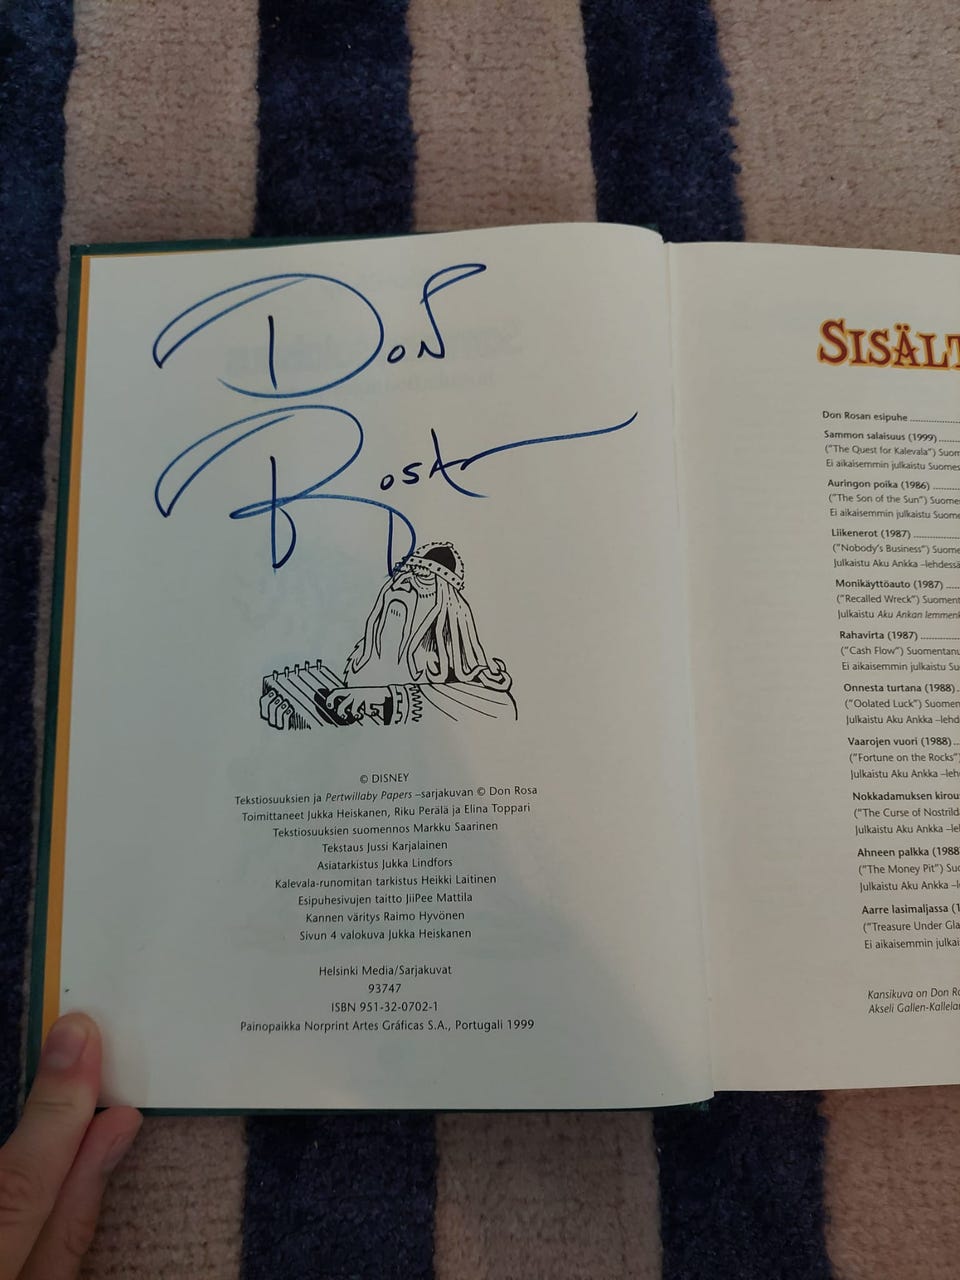 Don
Rosa
© DISNEY
Tekstiosuuksien ja Pertwillaby Papers –sarjakuvan © Don Rosa
Toimittaneet Jukka Heiskanen, Riku Perälä ja Elina Toppari
Tekstiosuuksien suomennos Markku Saarinen
Tekstaus Jussi Karjalainen
Asiatarkistus Jukka Lindfors
Kalevala-runomitan tarkistus Heikki Laitinen
Esipuhesivujen taitto JiiPee Mattila
Kannen väritys Raimo Hyvönen
Sivun 4 valokuva Jukka Heiskanen
Helsinki Media/Sarjakuvat
93747
ISBN 951-32-0702-1
Painopaikka Norprint Artes Gráficas S.A., Portugali 1999
SISÄLT
Don Rosan esipuhe
Sammon salaisuus (1999)
("The Quest for Kalevala") Suom
Ei aikaisemmin julkaistu Suomes
Auringon poika (1986)
("The Son of the Sun") Suome
Ei aikaisemmin julkaistu Suome
Liikenerot (1987)
("Nobody's Business") Suome
Julkaistu Aku Ankka –lehdessä
Monikäyttöauto (1987)
("Recalled Wreck") Suoment
Julkaistu Aku Ankan lemmenk
Rahavirta (1987)
("Cash Flow") Suomentanu
Ei aikaisemmin julkaistu Su
Onnesta turtana (1988)
("Oolated Luck") Suomen
Julkaistu Aku Ankka –lehd
Vaarojen vuori (1988)
("Fortune on the Rocks")
Julkaistu Aku Ankka –leh
Nokkadamuksen kirous
("The Curse of Nostrild
Julkaistu Aku Ankka –le
Ahneen palkka (1988
("The Money Pit") Suo
Julkaistu Aku Ankka –l
Aarre lasimaljassa (1
("Treasure Under Gla
Ei aikaisemmin julkai
Kansikuva on Don Ro
Akseli Gallen-Kallelan